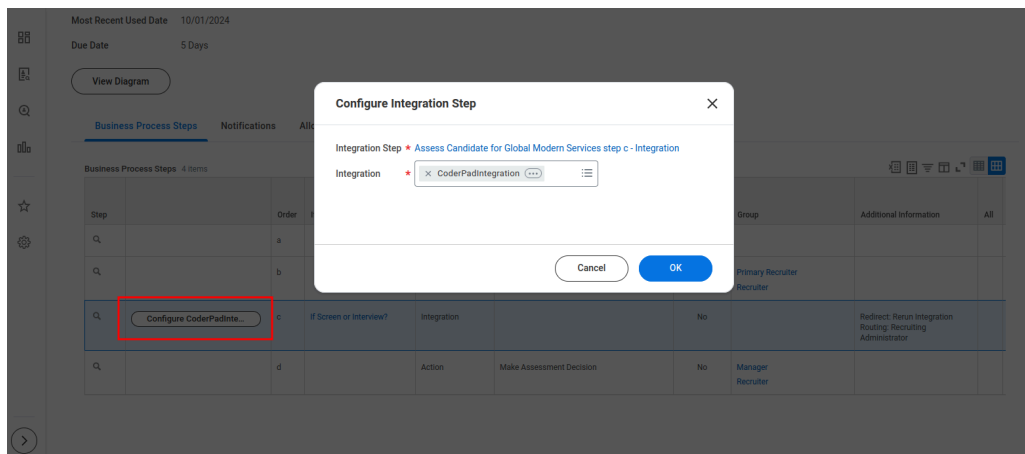 Most Recent Used Date 10/01/2024
Due Date 5 Days
View Diagram
Configure Integration Step
Business Process Steps Notifications Allo
Integration Step * Assess Candidate for Global Modern Services step c - Integration
Integration * × CoderPadIntegration
Business Process Steps 4 items
Step Order Group Additional Information All
a
b Primary Recruiter
Recruiter
Cancel OK
Configure CoderPadInte... c If Screen or Interview? Integration No Redirect: Rerun Integration
Routing: Recruiting
Administrator
d Action Make Assessment Decision No Manager
Recruiter